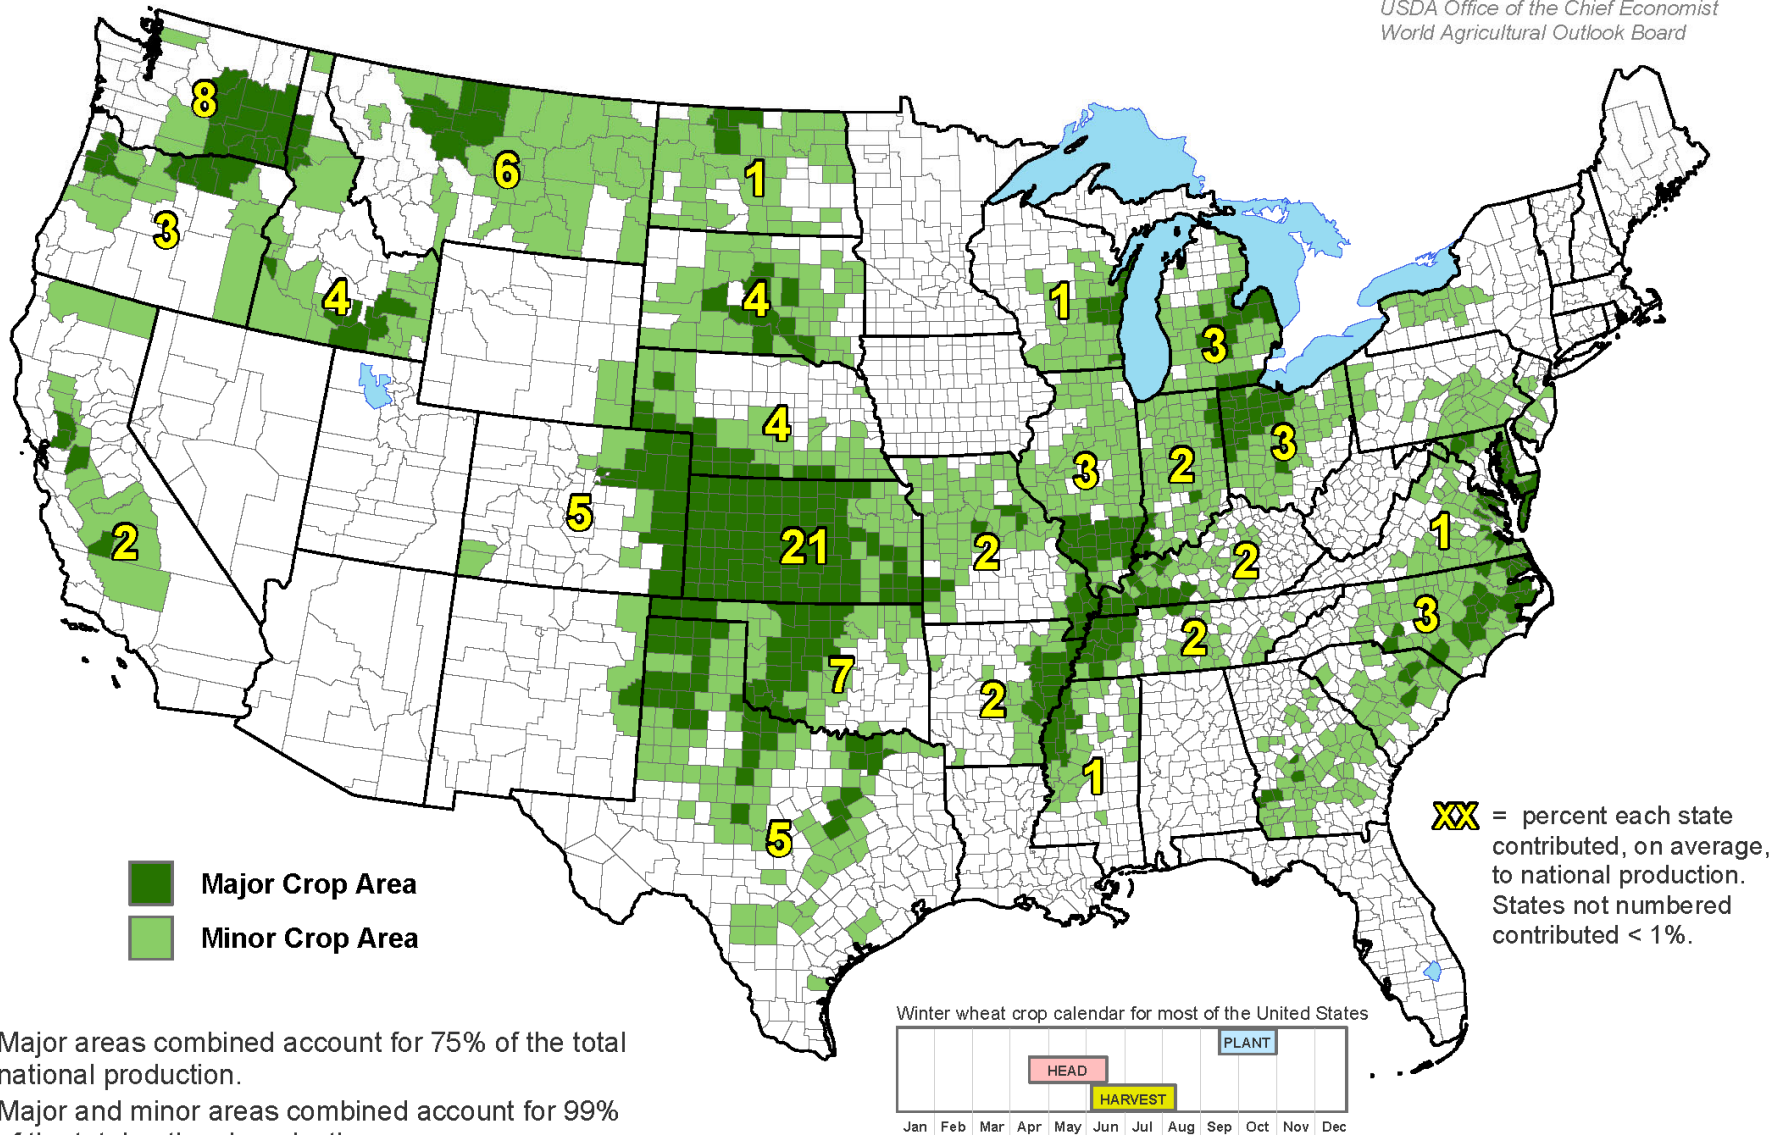 USDA Office of the Chief Economist
World Agricultural Outlook Board
8
6
1
3
4
4
1
3
4
5
21
3
2
3
2
2
2
1
2
7
2
2
3
1
5
XX = percent each state
contributed, on average,
to national production.
States not numbered
contributed < 1%.
Major Crop Area
Minor Crop Area
Major areas combined account for 75% of the total
national production.
Major and minor areas combined account for 99%
Winter wheat crop calendar for most of the United States
PLANT
HEAD
HARVEST
Jan Feb Mar Apr May Jun Jul Aug Sep Oct Nov Dec